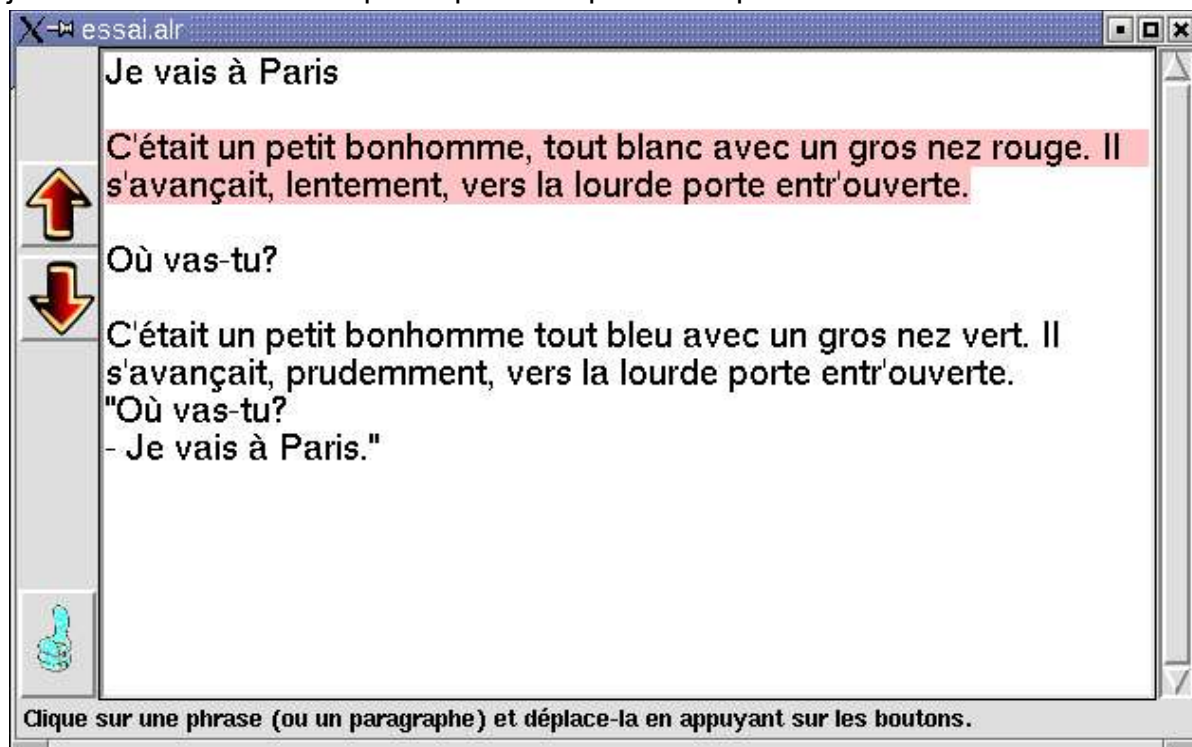 essai.alr
Je vais à Paris
C'était un petit bonhomme, tout blanc avec un gros nez rouge. Il
s'avançait, lentement, vers la lourde porte entr'ouverte.
Où vas-tu?
C'était un petit bonhomme tout bleu avec un gros nez vert. Il
s'avançait, prudemment, vers la lourde porte entr'ouverte.
"Où vas-tu?
- Je vais à Paris."
Clique sur une phrase (ou un paragraphe) et déplace-la en appuyant sur les boutons.